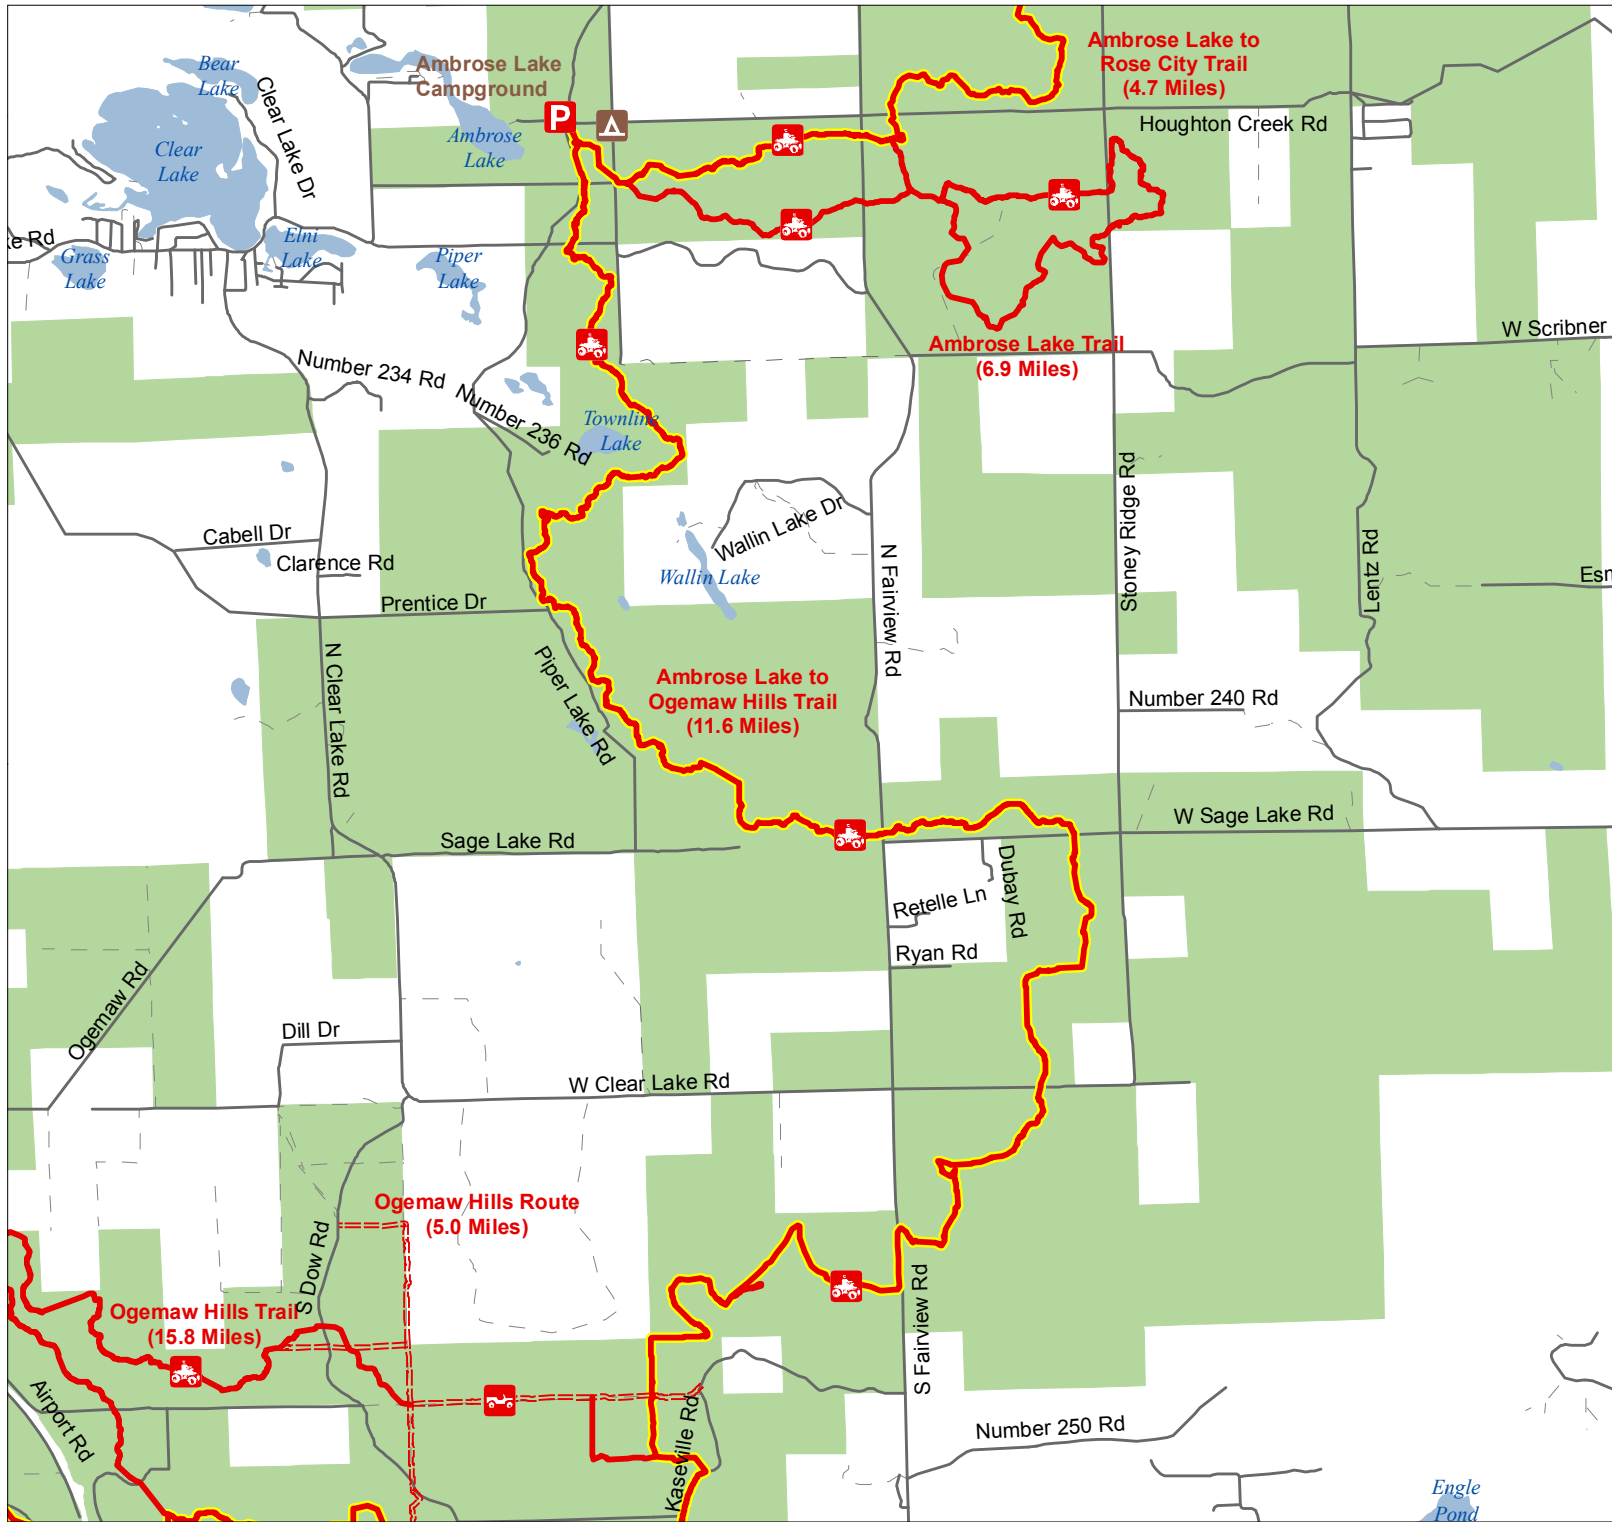 Ambrose Lake to
Rose City Trail
(4.7 Miles)
Bear
Lake
Ambrose Lake
Campground
Clear Lake Dr
P
Houghton Creek Rd
Ambrose
Lake
Clear
Lake
ke Rd
Elni
Lake
Grass
Lake
Piper
Lake
W Scribner
Ambrose Lake Trail
(6.9 Miles)
Number 234 Rd
Number 236 Rd
Townline
Lake
Stoney Ridge Rd
Wallin Lake Dr
Cabell Dr
Clarence Rd
Wallin Lake
N Fairview Rd
Lentz Rd
Esm
Prentice Dr
N Clear Lake Rd
Piper Lake Rd
Ambrose Lake to
Ogemaw Hills Trail
(11.6 Miles)
Number 240 Rd
W Sage Lake Rd
Sage Lake Rd
Dubay Rd
Retelle Ln
Ryan Rd
Ogemaw Rd
Dill Dr
W Clear Lake Rd
Ogemaw Hills Route
(5.0 Miles)
S Dow Rd
Ogemaw Hills Trail
(15.8 Miles)
S Fairview Rd
Airport Rd
Kaseville Rd
Number 250 Rd
Engle
Pond